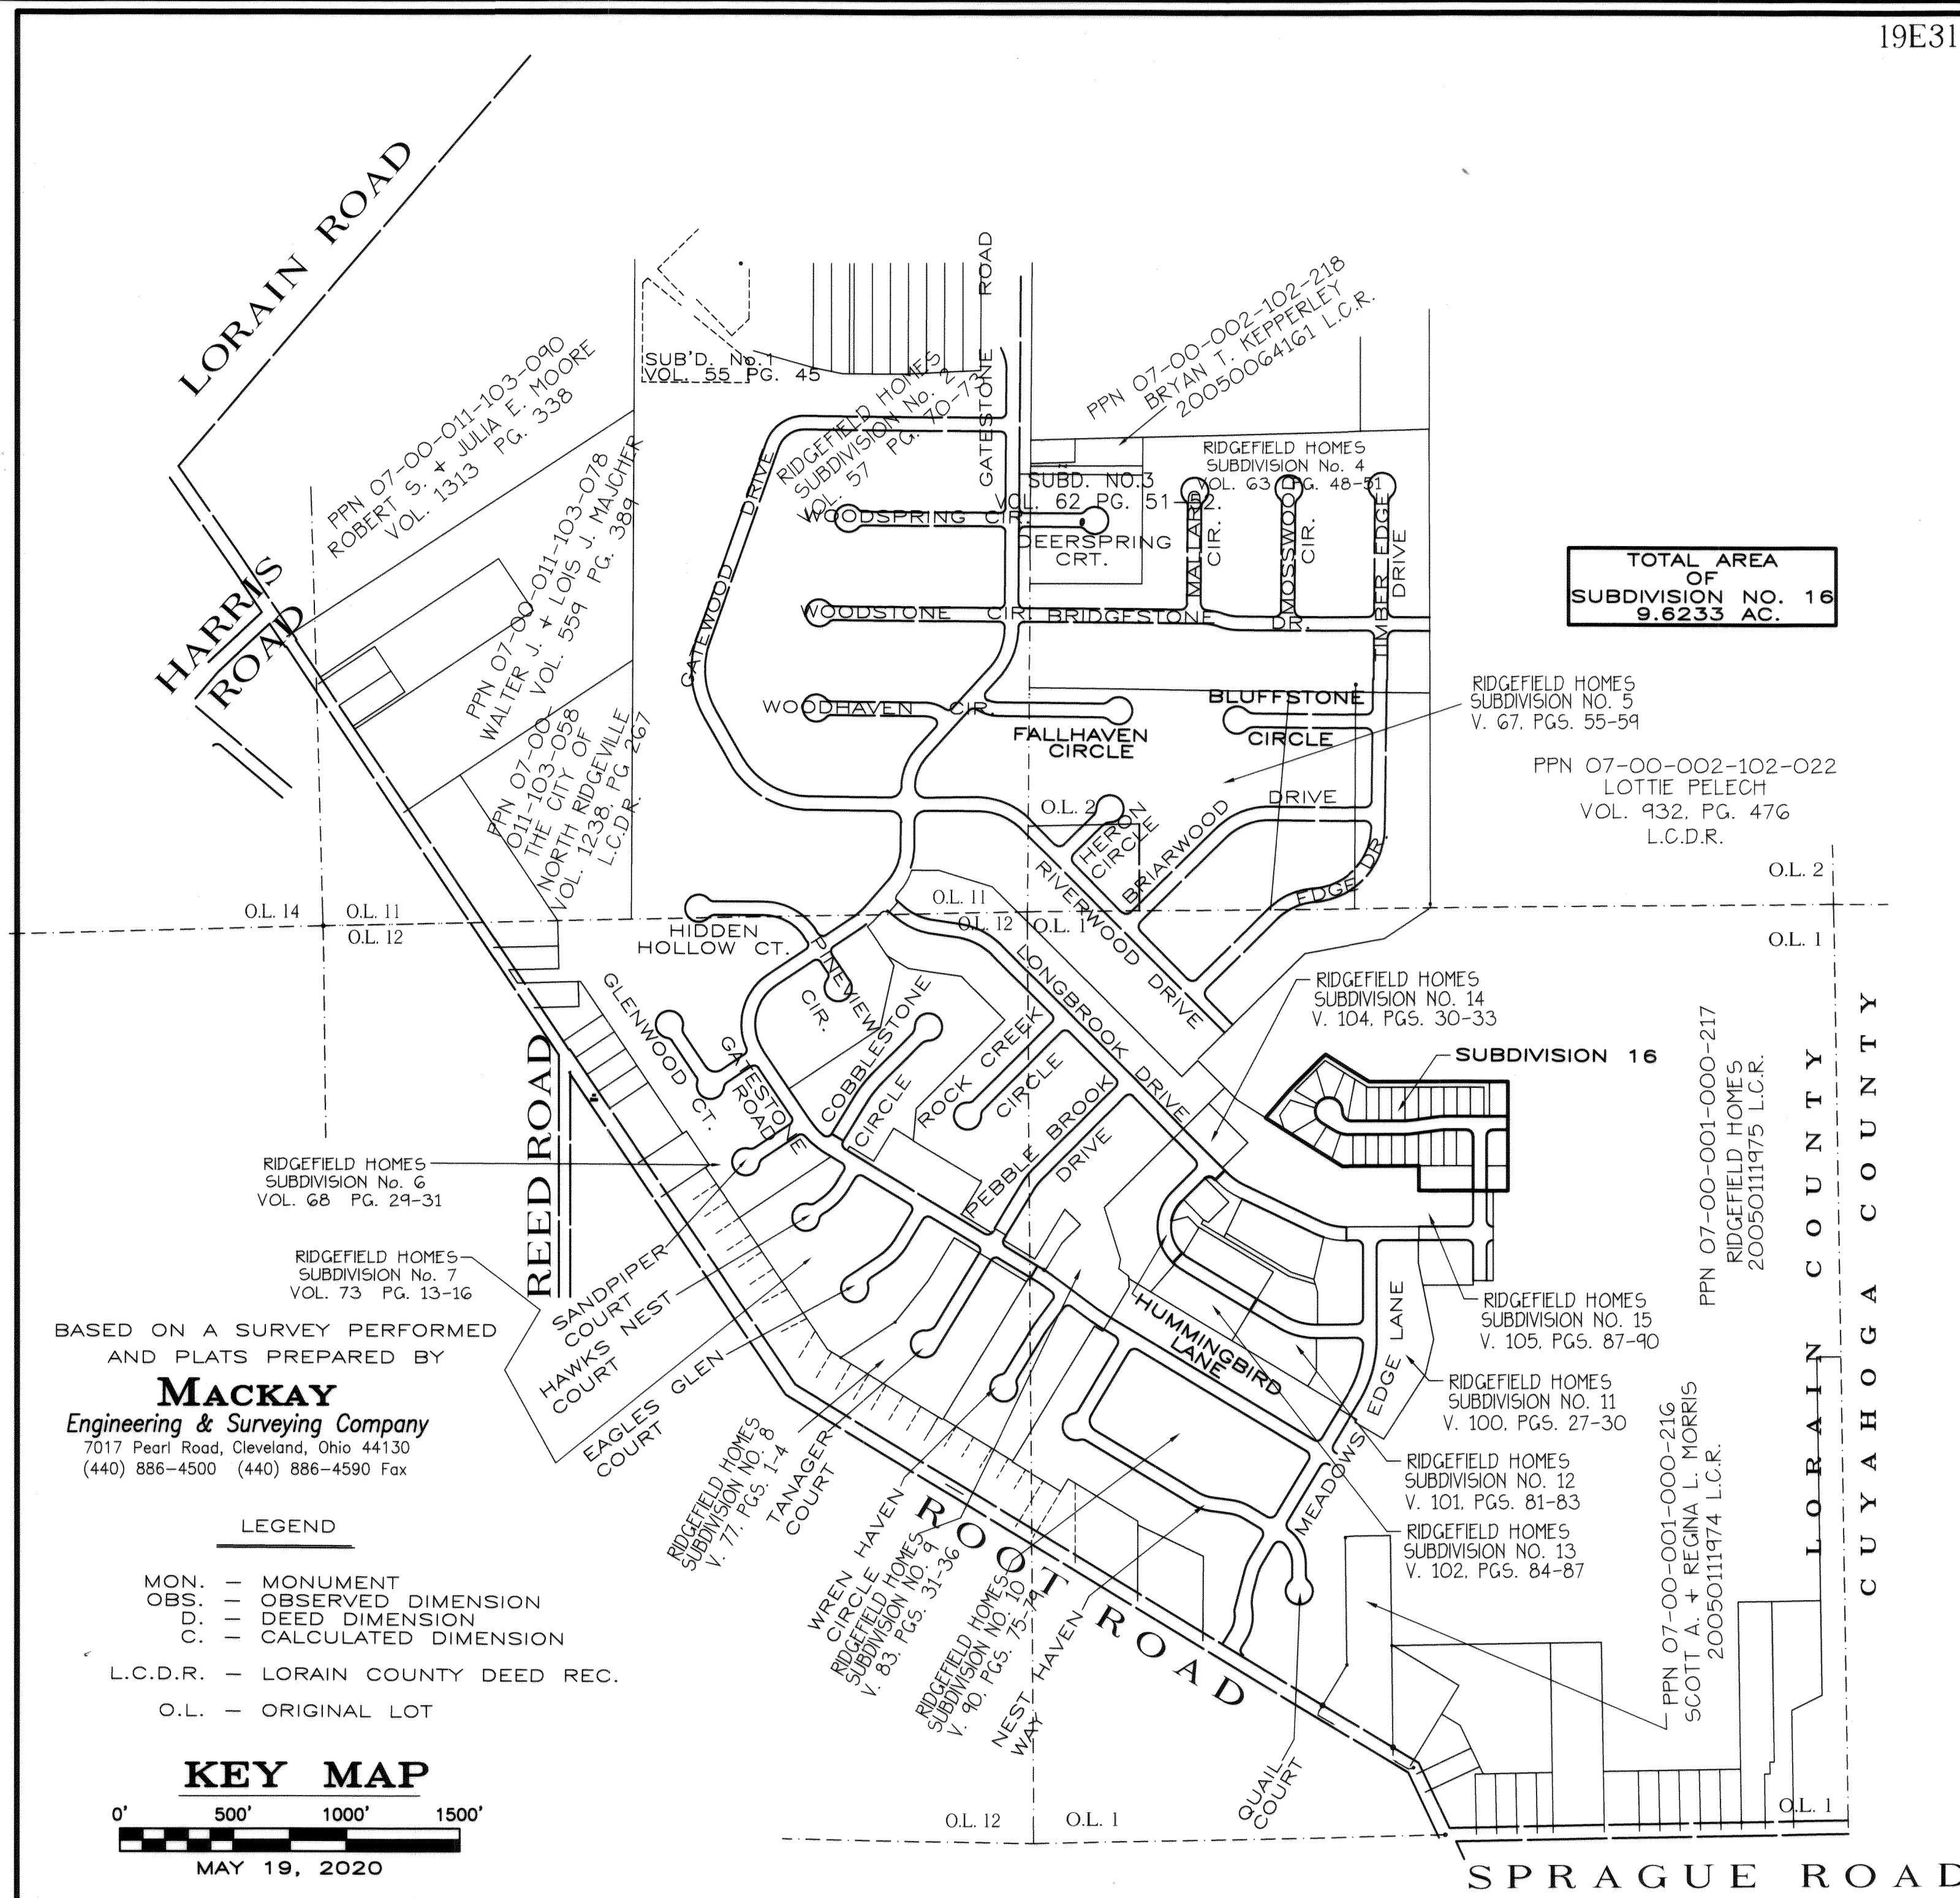 19E31
LORAIN ROAD
HARRIS
ROAD
PPN 07-00-011-103-090
ROBERT S. & JULIA E. MOORE
VOL. 1313 PG. 338
PPN 07-00-011-103-078
WALTER J. & LOIS J. MAJCHER
VOL. 559 PG. 389
PPN 07-00-
011-103-058
THE CITY OF
NORTH RIDGEVILLE
VOL. 1238, PG 267
L.C.D.R.
SUB'D. No.1
VOL. 55 PG. 45
RIDGEFIELD HOMES
SUBDIVISION No. 2
VOL. 57 PG. 70-73
GATESTONE ROAD
PPN 07-00-002-102-218
BRYAN T. KEPPERLEY
20050064161 L.C.R.
RIDGEFIELD HOMES
SUBDIVISION No. 4
VOL. 63 PG. 48-51
SUBD. NO.3
VOL. 62 PG. 51-52.
GATEWOOD DRIVE
WOODSPRING CIR.
DEERSPRING
CRT.
MALLARD
CIR.
MOSSWOOD
CIR.
TIMBER EDGE
DRIVE
WOODSTONE CIR.
BRIDGESTONE DR.
WOODHAVEN CIR.
FALLHAVEN
CIRCLE
BLUFFSTONE
CIRCLE
TOTAL AREA
OF
SUBDIVISION NO. 16
9.6233 AC.
RIDGEFIELD HOMES
SUBDIVISION NO. 5
V. 67, PGS. 55-59
PPN 07-00-002-102-022
LOTTIE PELECH
VOL. 932, PG. 476
L.C.D.R.
O.L. 2
HERON
CIRCLE
BRIARWOOD DRIVE
RIVERWOOD DRIVE
EDGE DR.
O.L. 2
O.L. 1
O.L. 14
O.L. 11
O.L. 12
O.L. 11
O.L. 12
O.L. 1
HIDDEN
HOLLOW CT.
PINEVIEW
CIR.
LONGBROOK DRIVE
GLENWOOD CT.
GATESTONE
ROAD
COBBLESTONE
CIRCLE
ROCK CREEK
CIRCLE
PEBBLE BROOK
DRIVE
RIDGEFIELD HOMES
SUBDIVISION NO. 14
V. 104, PGS. 30-33
SUBDIVISION 16
PPN 07-00-001-000-217
RIDGEFIELD HOMES
20050111975 L.C.R.
LORAIN COUNTY
CUYAHOGA COUNTY
REED ROAD
RIDGEFIELD HOMES
SUBDIVISION No. 6
VOL. 68 PG. 29-31
RIDGEFIELD HOMES
SUBDIVISION No. 7
VOL. 73 PG. 13-16
SANDPIPER
COURT
HAWKS NEST
COURT
EAGLES GLEN
COURT
HUMMINGBIRD
LANE
MEADOWS EDGE LANE
RIDGEFIELD HOMES
SUBDIVISION NO. 15
V. 105, PGS. 87-90
RIDGEFIELD HOMES
SUBDIVISION NO. 11
V. 100, PGS. 27-30
RIDGEFIELD HOMES
SUBDIVISION NO. 12
V. 101, PGS. 81-83
RIDGEFIELD HOMES
SUBDIVISION NO. 13
V. 102, PGS. 84-87
PPN 07-00-001-000-216
SCOTT A. & REGINA L. MORRIS
20050111974 L.C.R.
RIDGEFIELD HOMES
SUBDIVISION NO. 8
V. 77, PGS. 1-4
TANAGER
COURT
WREN HAVEN
CIRCLE
RIDGEFIELD HOMES
SUBDIVISION NO. 9
V. 83, PGS. 31-36
RIDGEFIELD HOMES
SUBDIVISION NO. 10
V. 90, PGS. 75-79
NEST HAVEN
WAY
ROOT ROAD
QUAIL
COURT
BASED ON A SURVEY PERFORMED
AND PLATS PREPARED BY
MACKAY
Engineering & Surveying Company
7017 Pearl Road, Cleveland, Ohio 44130
(440) 886-4500 (440) 886-4590 Fax
LEGEND
MON. – MONUMENT
OBS. – OBSERVED DIMENSION
D. – DEED DIMENSION
C. – CALCULATED DIMENSION
L.C.D.R. – LORAIN COUNTY DEED REC.
O.L. – ORIGINAL LOT
KEY MAP
0' 500' 1000' 1500'
MAY 19, 2020
O.L. 12
O.L. 1
O.L. 1
SPRAGUE ROAD